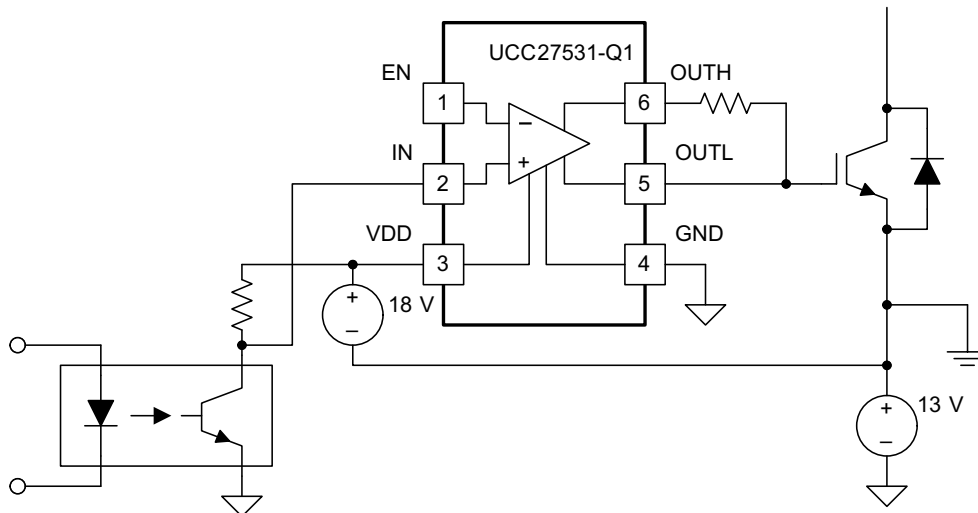 UCC27531-Q1
EN
OUTH
1
6
−
+
IN
OUTL
2
5
VDD
GND
3
4
+
−
18 V
+
−
13 V